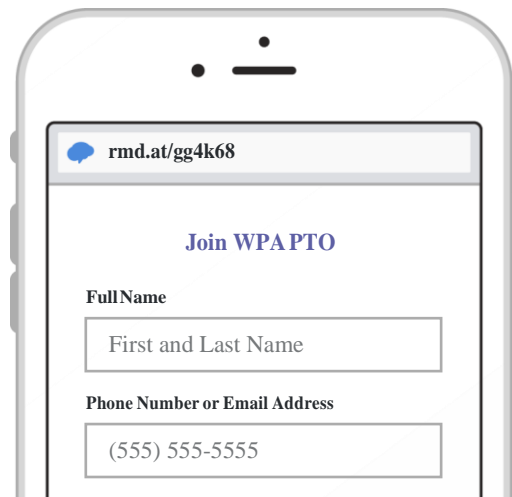 rmd.at/gg4k68
Join WPA PTO
Full Name
First and Last Name
Phone Number or Email Address
(555) 555-5555